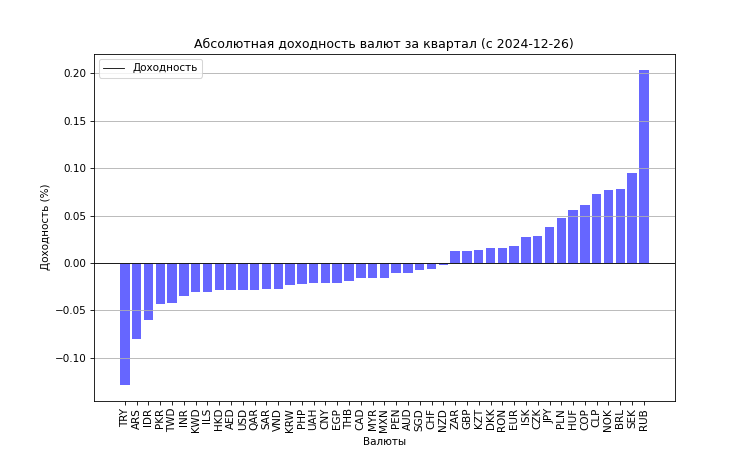 Абсолютная доходность валют за квартал (с 2024-12-26)
Доходность
0.20
0.15
0.10
0.05
0.00
−0.05
−0.10
Доходность (%)
TRY ARS IDR PKR TWD INR KWD ILS HKD AED USD QAR SAR VND KRW PHP UAH CNY EGP THB CAD MYR MXN PEN AUD SGD CHF NZD ZAR GBP KZT DKK RON EUR ISK CZK JPY PLN HUF COP CLP NOK BRL SEK RUB
Валюты